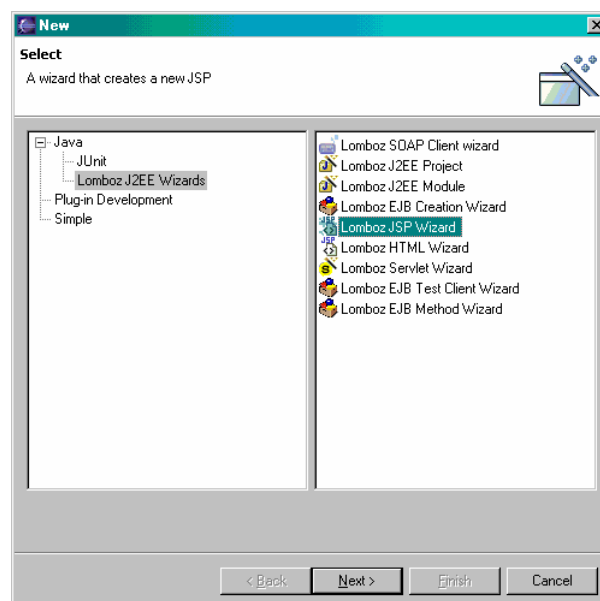 New
Select
A wizard that creates a new JSP
Java
JUnit
Lomboz J2EE Wizards
Plug-in Development
Simple
Lomboz SOAP Client wizard
Lomboz J2EE Project
Lomboz J2EE Module
Lomboz EJB Creation Wizard
Lomboz JSP Wizard
Lomboz HTML Wizard
Lomboz Servlet Wizard
Lomboz EJB Test Client Wizard
Lomboz EJB Method Wizard
< Back Next > Finish Cancel